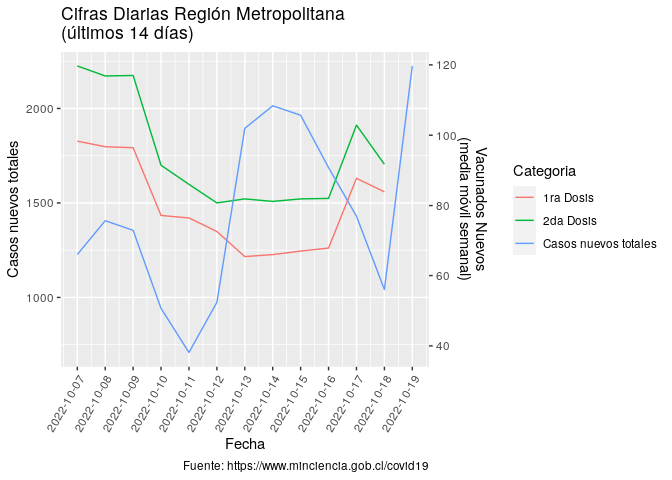 Cifras Diarias Región Metropolitana
(últimos 14 días)
Casos nuevos totales
2000
1500
1000
120
100
80
60
40
Vacunados Nuevos
(media móvil semanal)
2022-10-07
2022-10-08
2022-10-09
2022-10-10
2022-10-11
2022-10-12
2022-10-13
2022-10-14
2022-10-15
2022-10-16
2022-10-17
2022-10-18
2022-10-19
Fecha
Categoria
1ra Dosis
2da Dosis
Casos nuevos totales
Fuente: https://www.minciencia.gob.cl/covid19